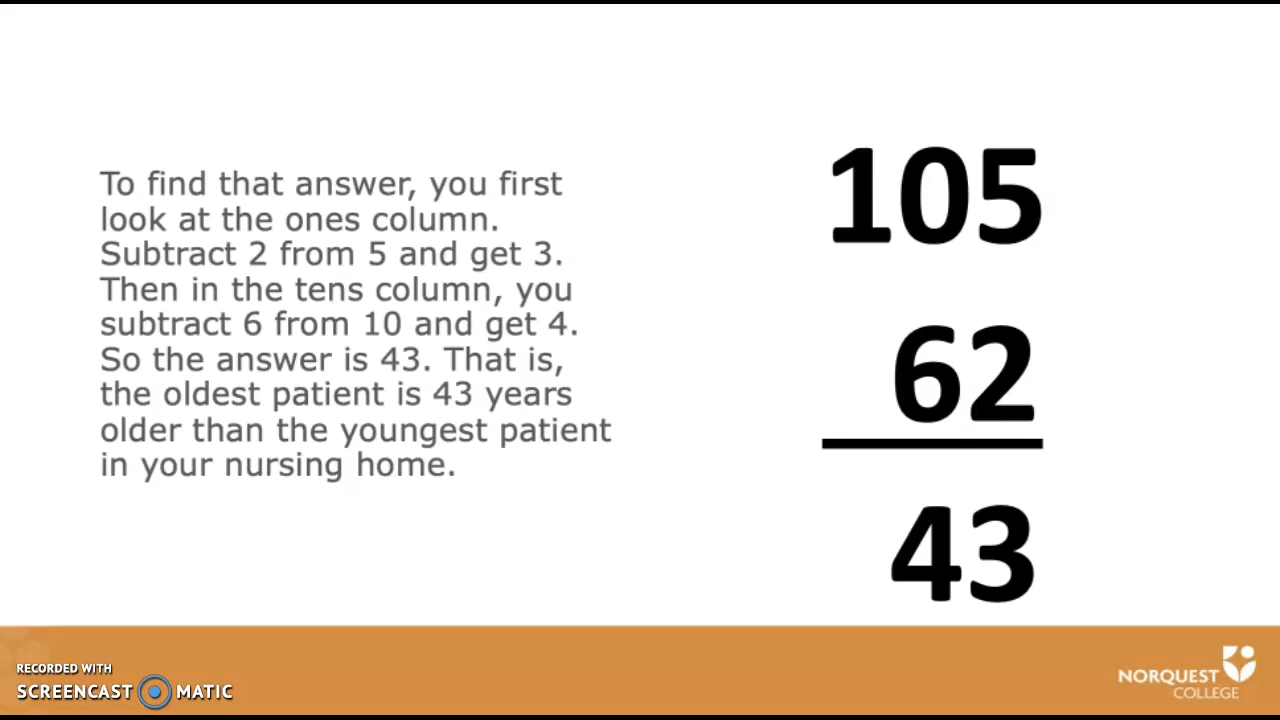 To find that answer, you first
look at the ones column.
Subtract 2 from 5 and get 3.
Then in the tens column, you
subtract 6 from 10 and get 4.
So the answer is 43. That is,
the oldest patient is 43 years
older than the youngest patient
in your nursing home.
105
62
43
RECORDED WITH
SCREENCAST MATIC
NORQUEST
COLLEGE